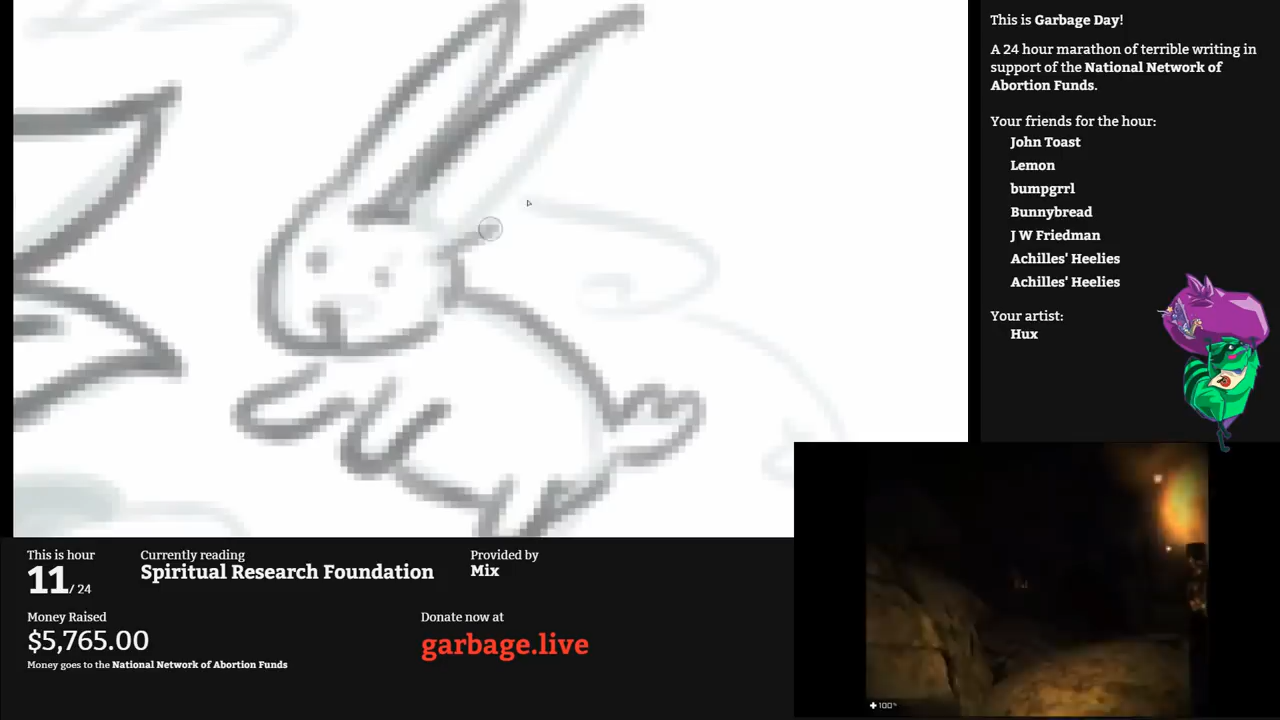 This is Garbage Day!
A 24 hour marathon of terrible writing in
support of the National Network of
Abortion Funds.
Your friends for the hour:
John Toast
Lemon
bumpgrrl
Bunnybread
J W Friedman
Achilles' Heelies
Achilles' Heelies
Your artist:
Hux
This is hour
11/ 24
Currently reading
Spiritual Research Foundation
Provided by
Mix
Money Raised
$5,765.00
Money goes to the National Network of Abortion Funds
Donate now at
garbage.live
100%